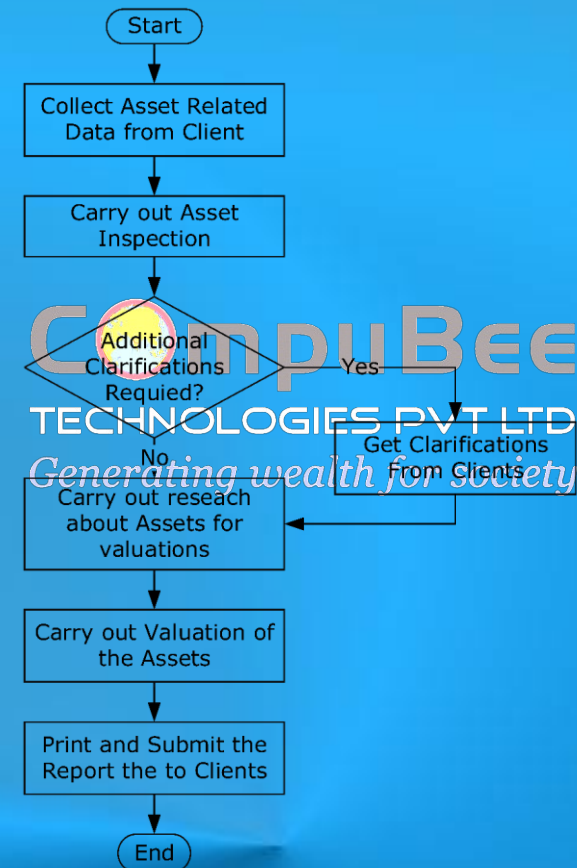 Start
Collect Asset Related
Data from Client
Carry out Asset
Inspection
Additional
Clarifications
Requied?
Yes
No
CompuBee
TECHNOLOGIES PVT LTD
Generating wealth for society
Get Clarifications
From Clients
Carry out reseach
about Assets for
valuations
Carry out Valuation of
the Assets
Print and Submit the
Report the to Clients
End